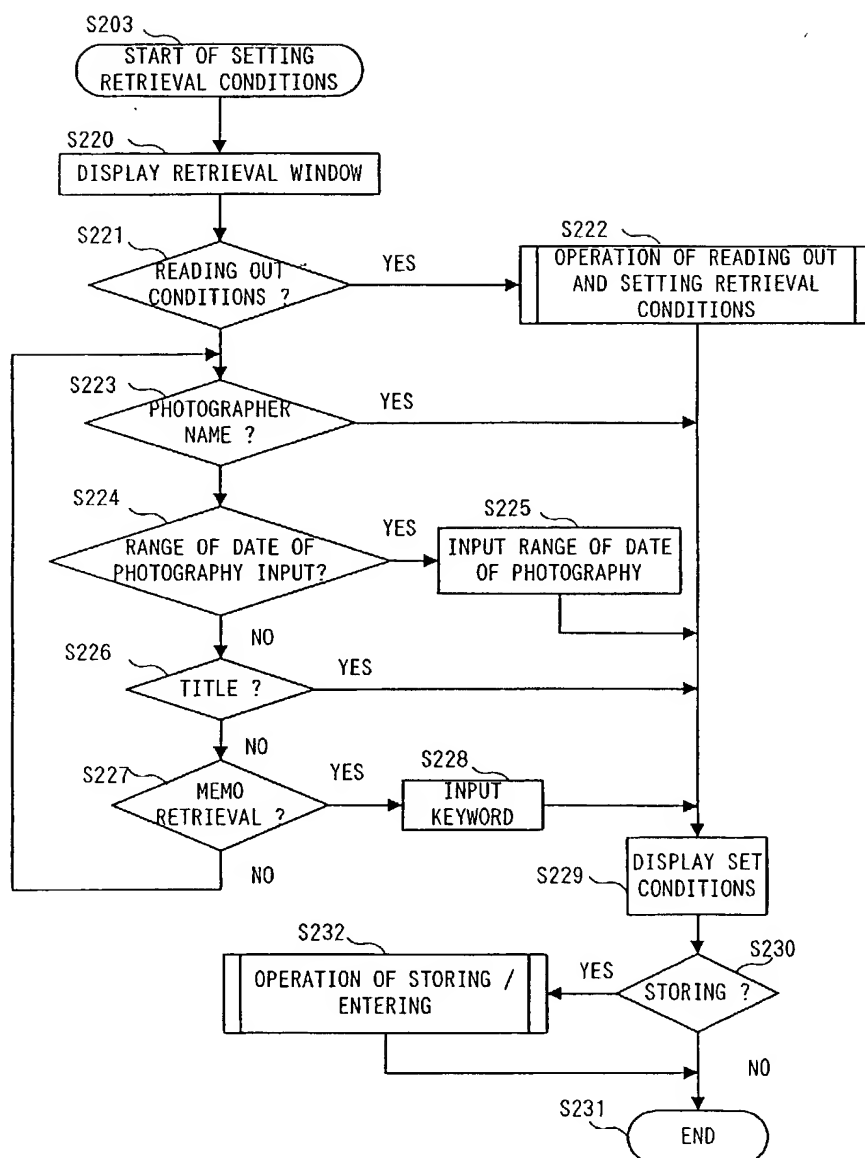 S203
START OF SETTING
RETRIEVAL CONDITIONS
S220
DISPLAY RETRIEVAL WINDOW
S221
READING OUT
CONDITIONS ?
YES
S222
OPERATION OF READING OUT
AND SETTING RETRIEVAL
CONDITIONS
S223
PHOTOGRAPHER
NAME ?
YES
S224
RANGE OF DATE OF
PHOTOGRAPHY INPUT?
YES
S225
INPUT RANGE OF DATE
OF PHOTOGRAPHY
NO
S226
TITLE ?
YES
NO
S227
MEMO
RETRIEVAL ?
YES
S228
INPUT
KEYWORD
NO
S229
DISPLAY SET
CONDITIONS
S230
STORING ?
YES
S232
OPERATION OF STORING /
ENTERING
NO
S231
END